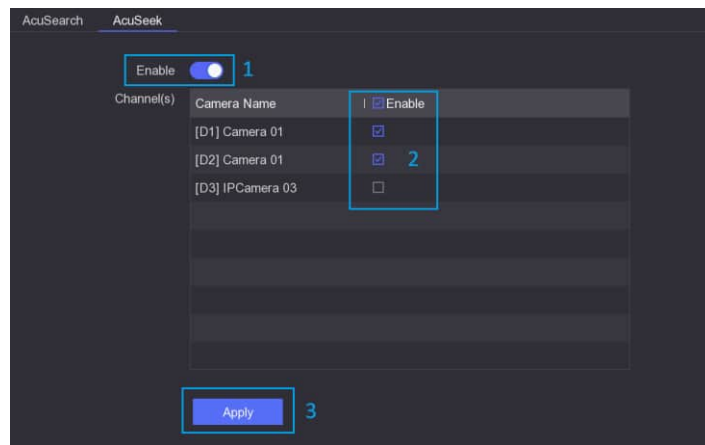 AcuSearch AcuSeek
Enable 1
Channel(s) Camera Name Enable
[D1] Camera 01
[D2] Camera 01 2
[D3] IPCamera 03
Apply 3